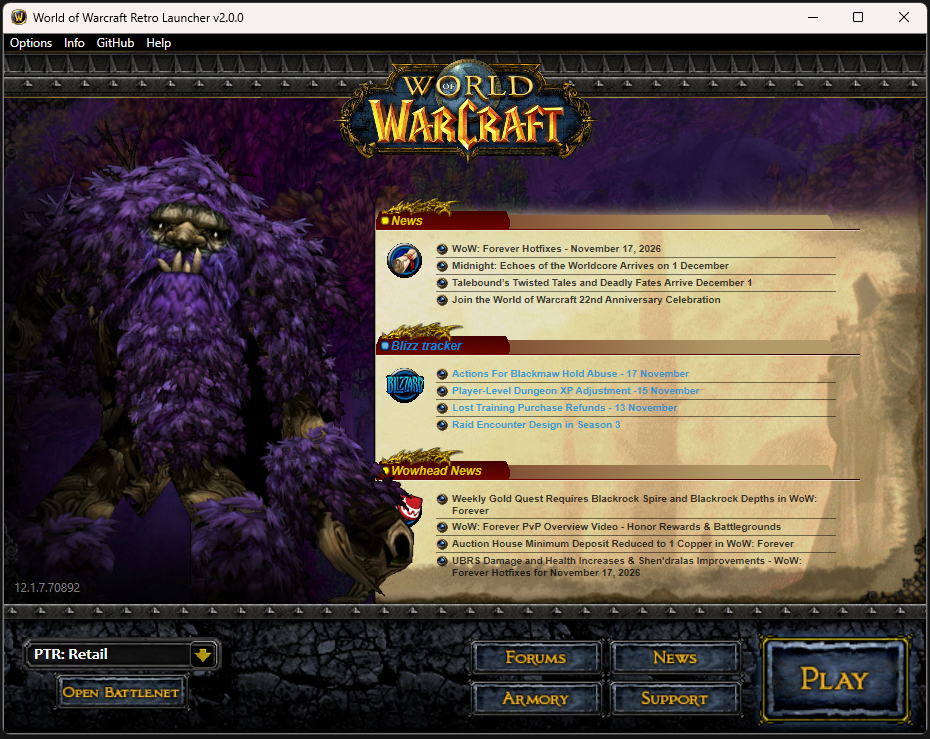 World of Warcraft Retro Launcher v2.0.0
Options Info GitHub Help
WORLD
OF
WARCRAFT
News
WoW: Forever Hotfixes - November 17, 2026
Midnight: Echoes of the Worldcore Arrives on 1 December
Talebound's Twisted Tales and Deadly Fates Arrive December 1
Join the World of Warcraft 22nd Anniversary Celebration
Blizz tracker
BLIZZARD
Actions For Blackmaw Hold Abuse - 17 November
Player-Level Dungeon XP Adjustment -15 November
Lost Training Purchase Refunds - 13 November
Raid Encounter Design in Season 3
Wowhead News
Weekly Gold Quest Requires Blackrock Spire and Blackrock Depths in WoW:
Forever
WoW: Forever PvP Overview Video - Honor Rewards & Battlegrounds
Auction House Minimum Deposit Reduced to 1 Copper in WoW: Forever
UBRS Damage and Health Increases & Shen'dralas Improvements - WoW:
Forever Hotfixes for November 17, 2026
12.1.7.70892
PTR: Retail
OPEN BATTLE.NET
FORUMS
NEWS
ARMORY
SUPPORT
PLAY